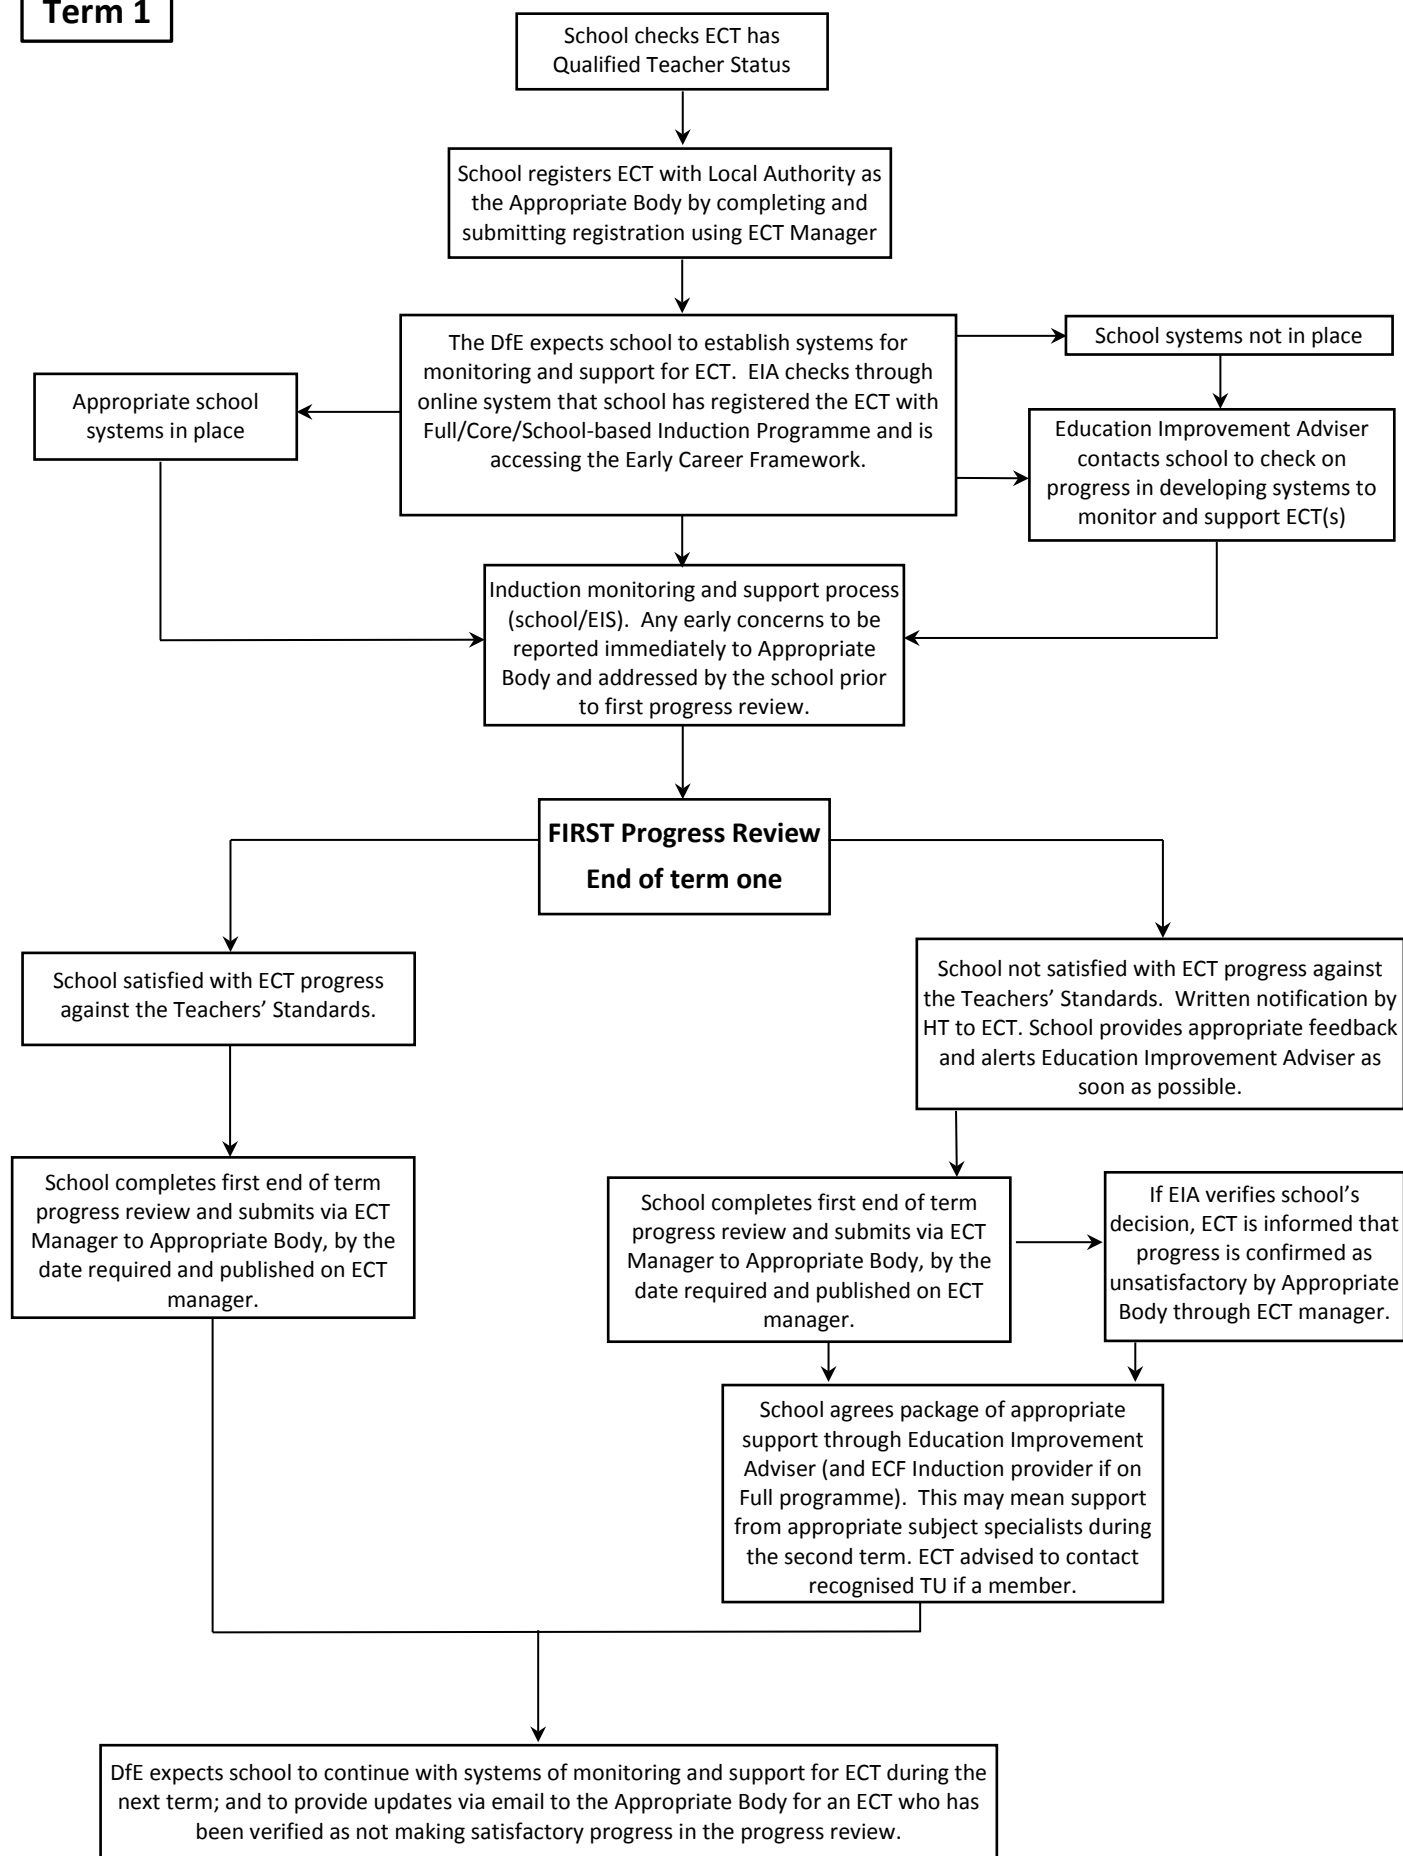 Term 1
School checks ECT has
Qualified Teacher Status
School registers ECT with Local Authority as
the Appropriate Body by completing and
submitting registration using ECT Manager
The DfE expects school to establish systems for
monitoring and support for ECT.  EIA checks through
online system that school has registered the ECT with
Full/Core/School-based Induction Programme and is
accessing the Early Career Framework.
School systems not in place
Appropriate school
systems in place
Education Improvement Adviser
contacts school to check on
progress in developing systems to
monitor and support ECT(s)
Induction monitoring and support process
(school/EIS).  Any early concerns to be
reported immediately to Appropriate
Body and addressed by the school prior
to first progress review.
FIRST Progress Review
End of term one
School satisfied with ECT progress
against the Teachers’ Standards.
School not satisfied with ECT progress against
the Teachers’ Standards.  Written notification by
HT to ECT. School provides appropriate feedback
and alerts Education Improvement Adviser as
soon as possible.
School completes first end of term
progress review and submits via ECT
Manager to Appropriate Body, by the
date required and published on ECT
manager.
School completes first end of term
progress review and submits via ECT
Manager to Appropriate Body, by the
date required and published on ECT
manager.
If EIA verifies school’s
decision, ECT is informed that
progress is confirmed as
unsatisfactory by Appropriate
Body through ECT manager.
School agrees package of appropriate
support through Education Improvement
Adviser (and ECF Induction provider if on
Full programme).  This may mean support
from appropriate subject specialists during
the second term. ECT advised to contact
recognised TU if a member.
DfE expects school to continue with systems of monitoring and support for ECT during the
next term; and to provide updates via email to the Appropriate Body for an ECT who has
been verified as not making satisfactory progress in the progress review.